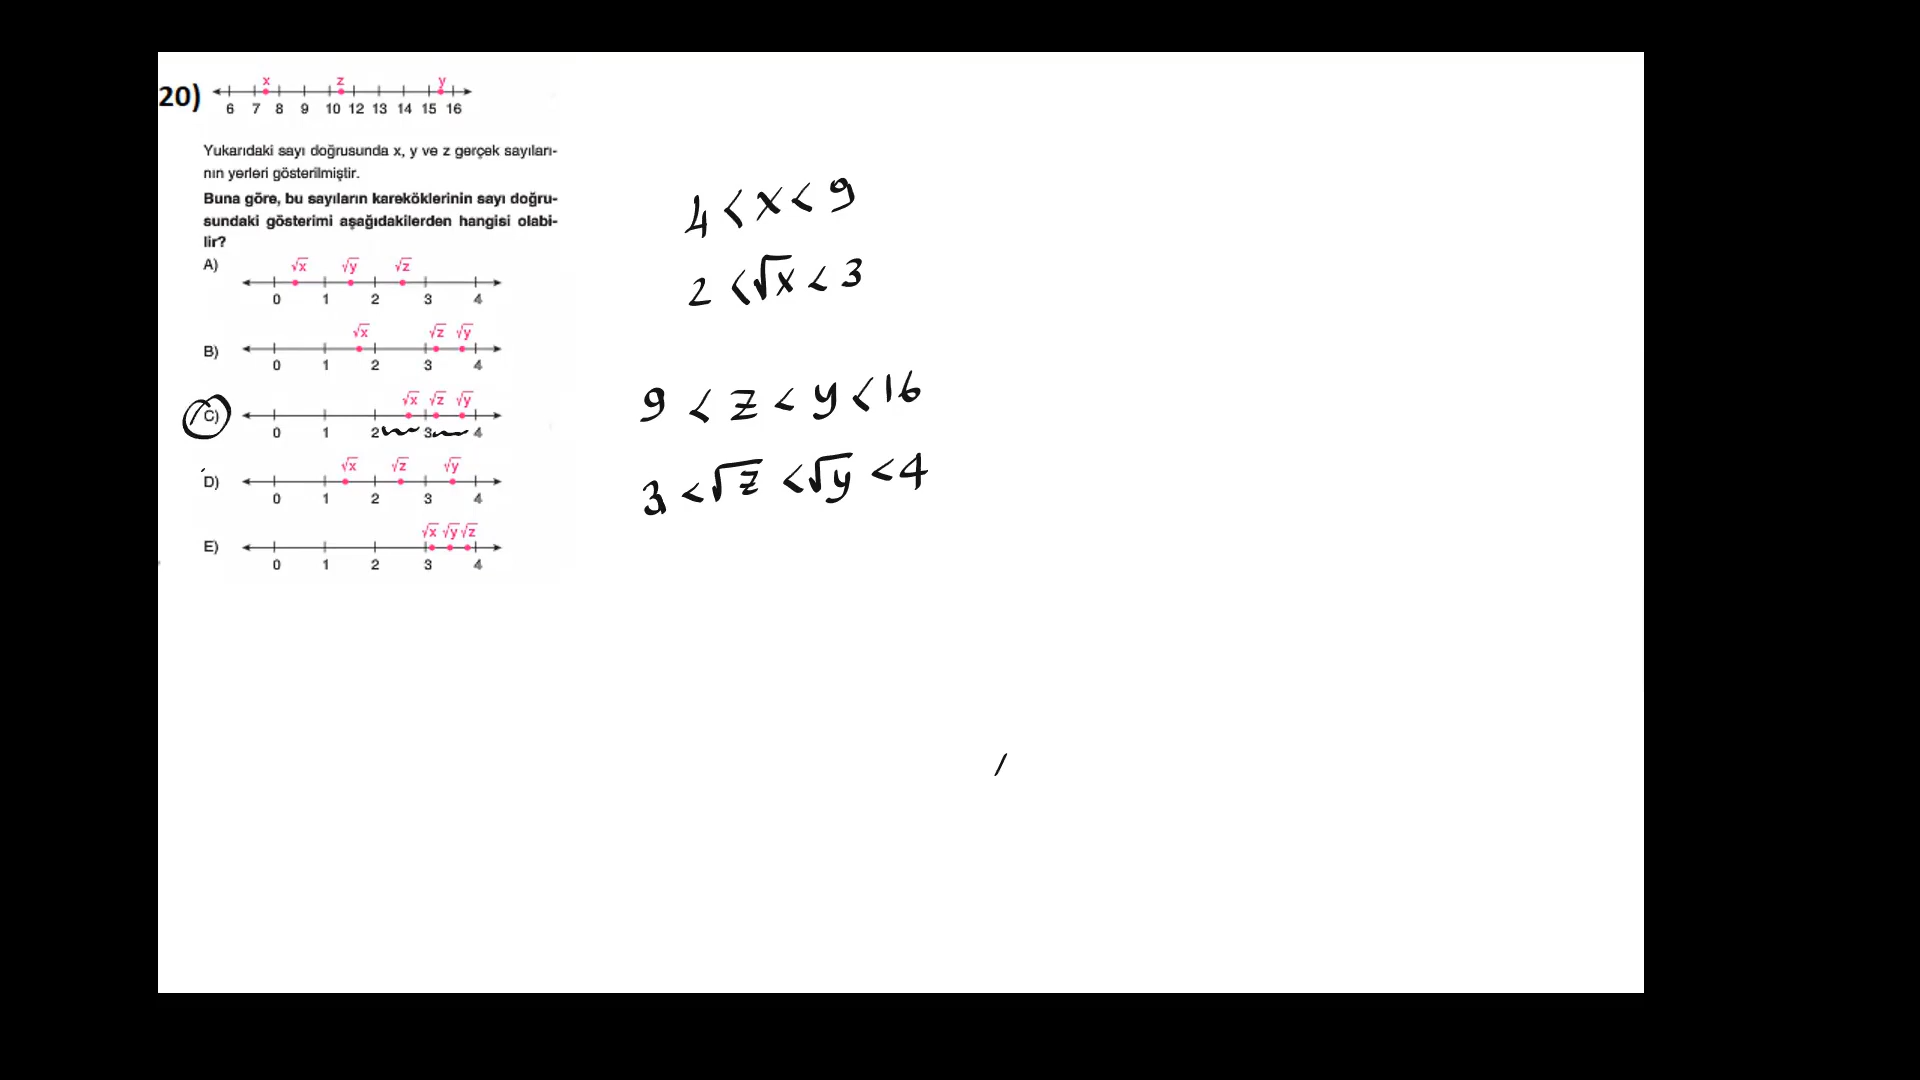 20)
x z y
6 7 8 9 10 12 13 14 15 16
Yukarıdaki sayı doğrusunda x, y ve z gerçek sayıları-
nın yerleri gösterilmiştir.
Buna göre, bu sayıların kareköklerinin sayı doğru-
sundaki gösterimi aşağıdakilerden hangisi olabi-
lir?
A)
√x √y √z
0 1 2 3 4
B)
√x √z √y
0 1 2 3 4
C)
√x √z √y
0 1 2 3 4
D)
√x √z √y
0 1 2 3 4
E)
√x √y √z
0 1 2 3 4
4 < x < 9
2 < √x < 3
9 < z < y < 16
3 < √z < √y < 4